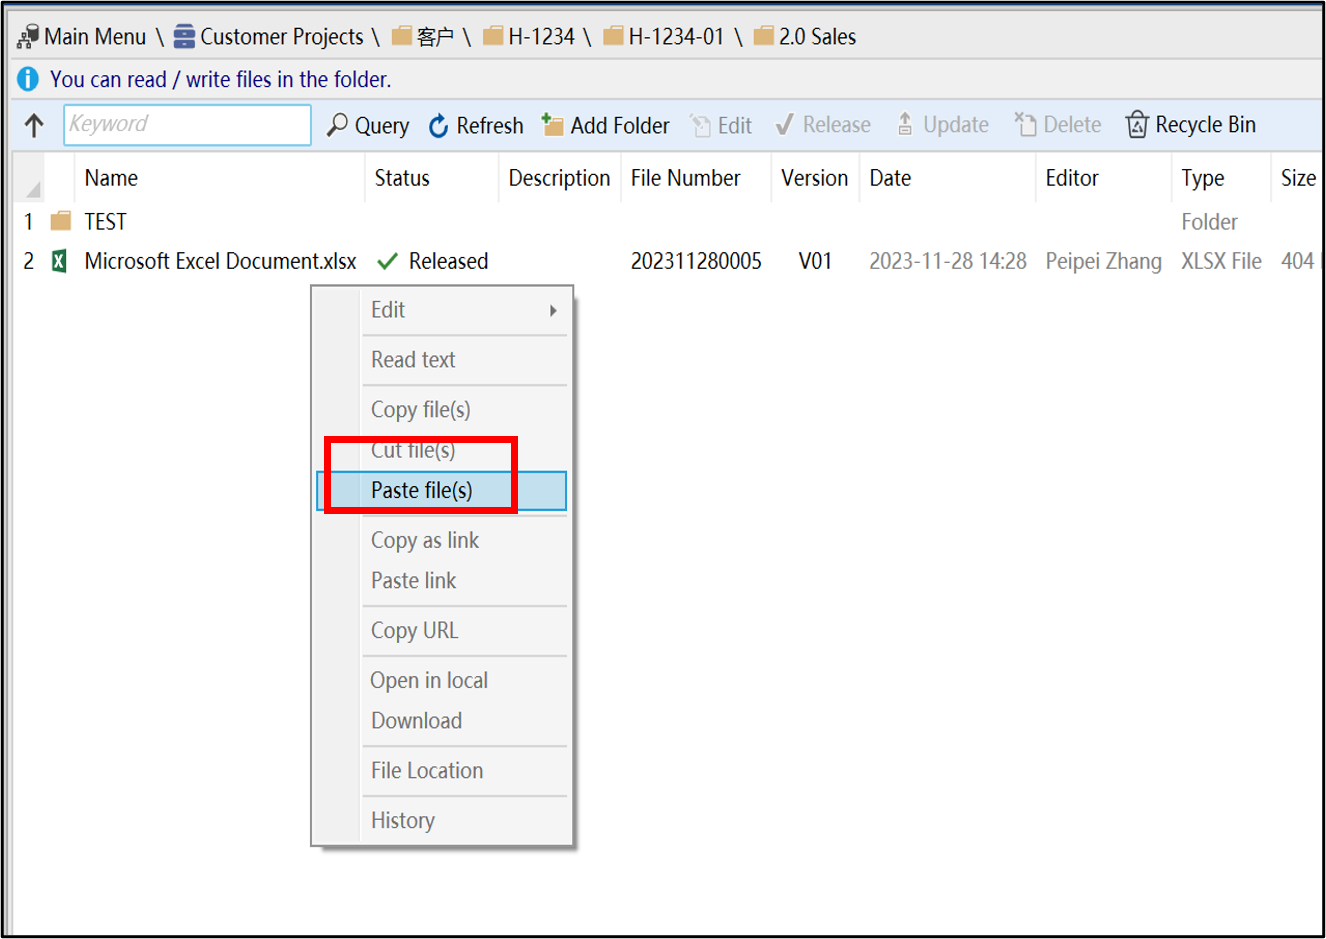 Main Menu \ Customer Projects \ 客户 \ H-1234 \ H-1234-01 \ 2.0 Sales
You can read / write files in the folder.
Keyword Query Refresh Add Folder Edit Release Update Delete Recycle Bin
Name Status Description File Number Version Date Editor Type Size
1 TEST Folder
2 Microsoft Excel Document.xlsx Released 202311280005 V01 2023-11-28 14:28 Peipei Zhang XLSX File 404
Edit
Read text
Copy file(s)
Cut file(s)
Paste file(s)
Copy as link
Paste link
Copy URL
Open in local
Download
File Location
History